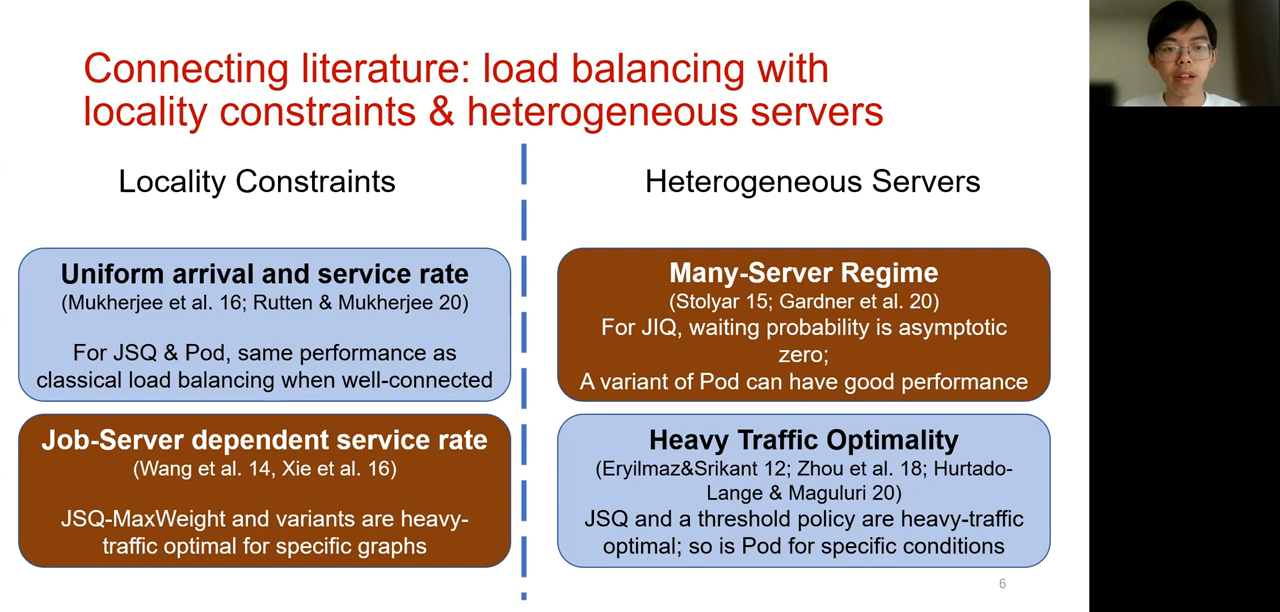 Connecting literature: load balancing with
locality constraints & heterogeneous servers
Locality Constraints
Uniform arrival and service rate
(Mukherjee et al. 16; Rutten & Mukherjee 20)
For JSQ & Pod, same performance as
classical load balancing when well-connected
Job-Server dependent service rate
(Wang et al. 14, Xie et al. 16)
JSQ-MaxWeight and variants are heavy-
traffic optimal for specific graphs
Heterogeneous Servers
Many-Server Regime
(Stolyar 15; Gardner et al. 20)
For JIQ, waiting probability is asymptotic
zero;
A variant of Pod can have good performance
Heavy Traffic Optimality
(Eryilmaz&Srikant 12; Zhou et al. 18; Hurtado-
Lange & Maguluri 20)
JSQ and a threshold policy are heavy-traffic
optimal; so is Pod for specific conditions
6